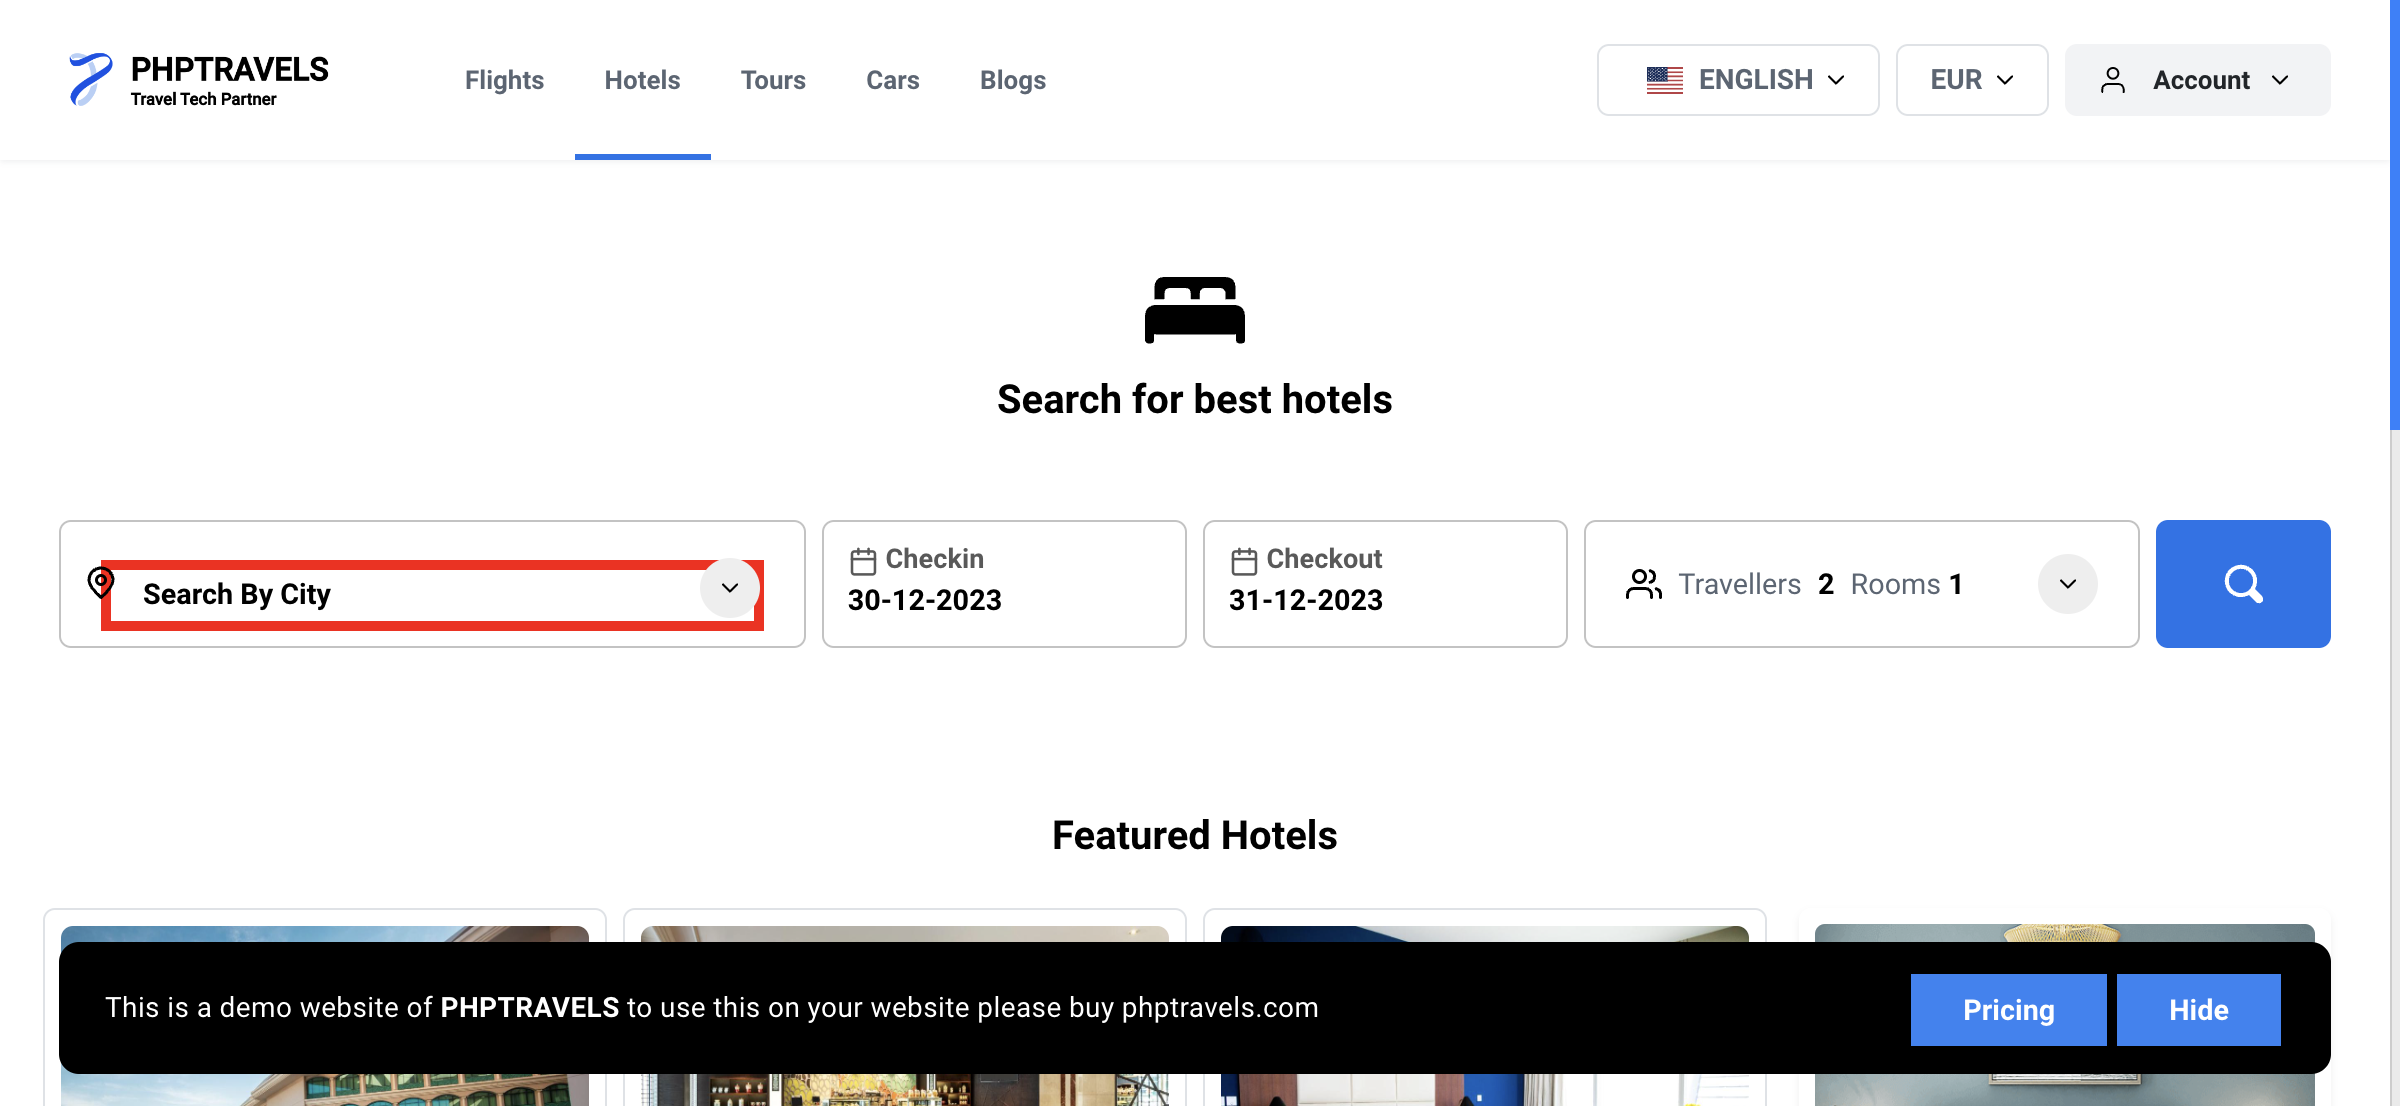 PHPTRAVELS
Travel Tech Partner
Flights
Hotels
Tours
Cars
Blogs
ENGLISH
EUR
Account
Search for best hotels
Search By City
Checkin
30-12-2023
Checkout
31-12-2023
Travellers 2 Rooms 1
Featured Hotels
This is a demo website of PHPTRAVELS to use this on your website please buy phptravels.com
Pricing
Hide